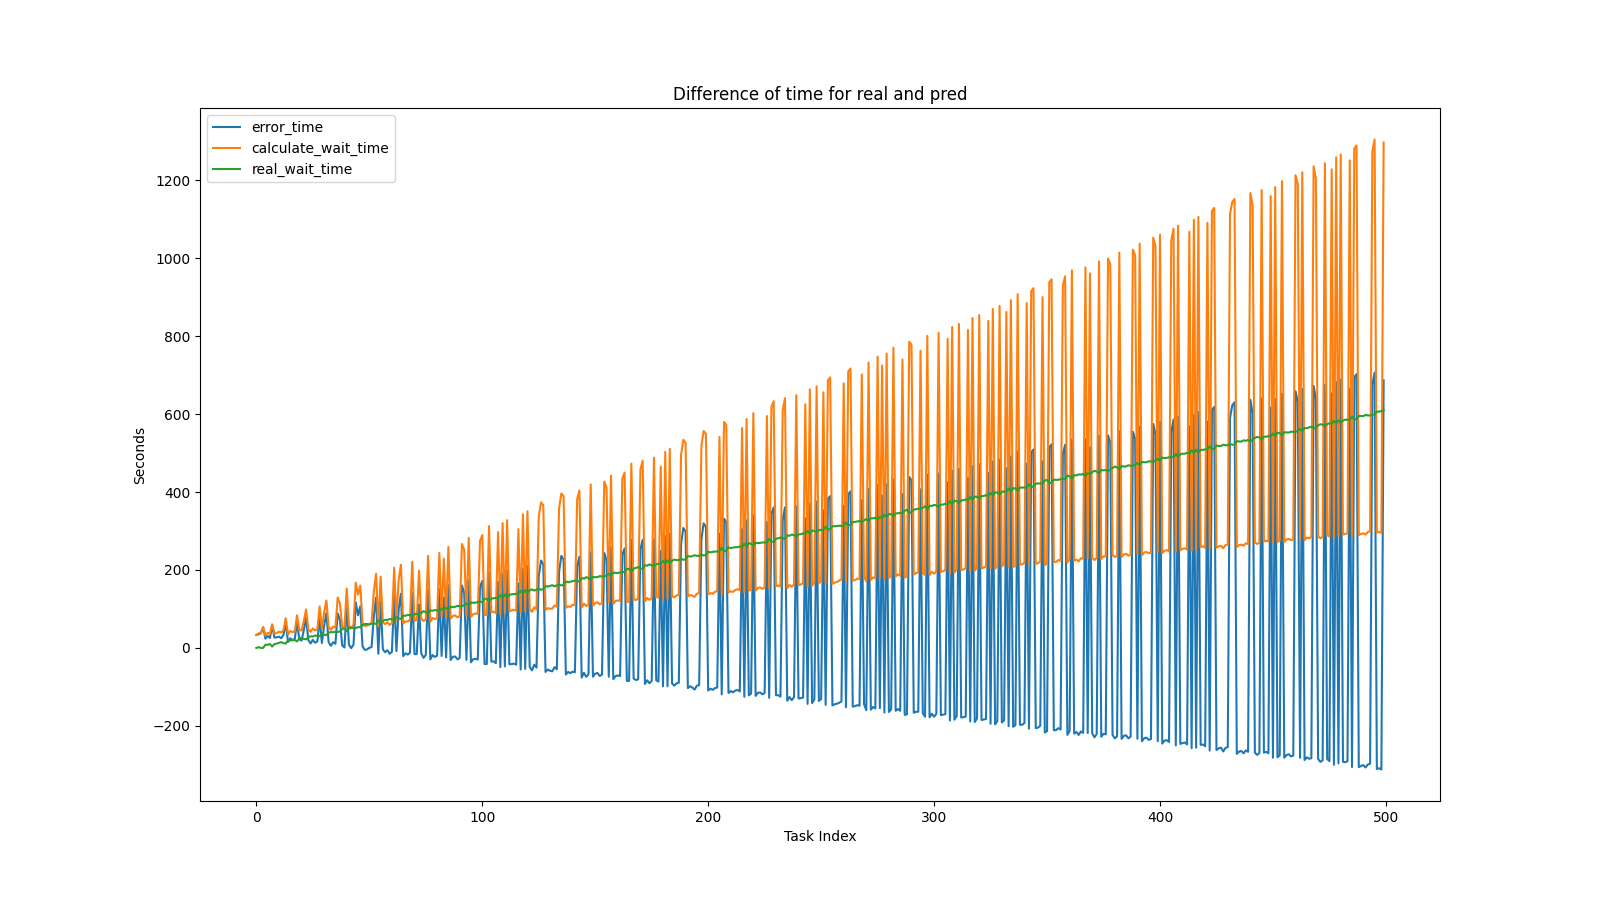 Difference of time for real and pred
error_time
calculate_wait_time
real_wait_time
1200
1000
800
600
400
200
0
−200
Seconds
0 100 200 300 400 500
Task Index